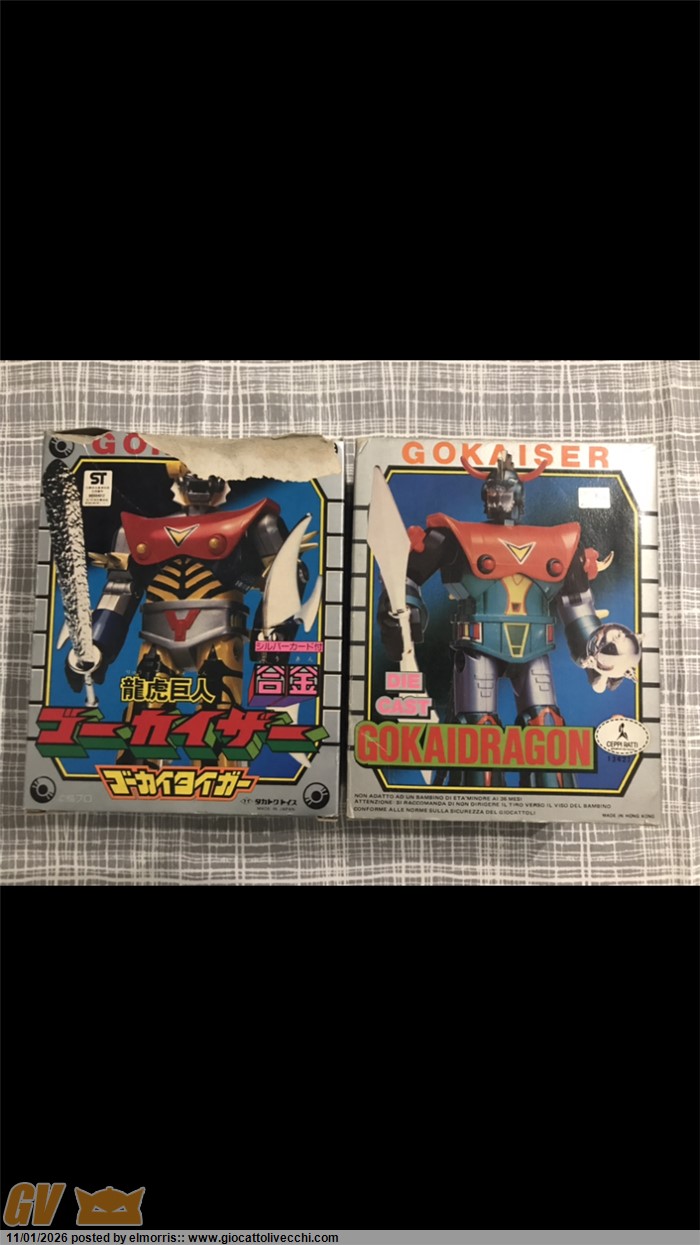 GO
ST
シルバーカード付
合金
龍虎巨人
ゴーカイザー
ゴーカイタイガー
タカトクトイス
MADE IN JAPAN
GOKAISER
DIE
CAST
GOKAIDRAGON
CEPPI RATTI
NON ADATTO AD UN BAMBINO DI ETA'MINORE AI 36 MESI
ATTENZIONE: SI RACCOMANDA DI NON DIRIGERE IL TIRO VERSO IL VISO DEL BAMBINO
CONFORME ALLE NORME SULLA SICUREZZA DEL GIOCATTOLI
MADE IN HONG KONG
GV
11/01/2026 posted by elmorris:: www.giocattolivecchi.com